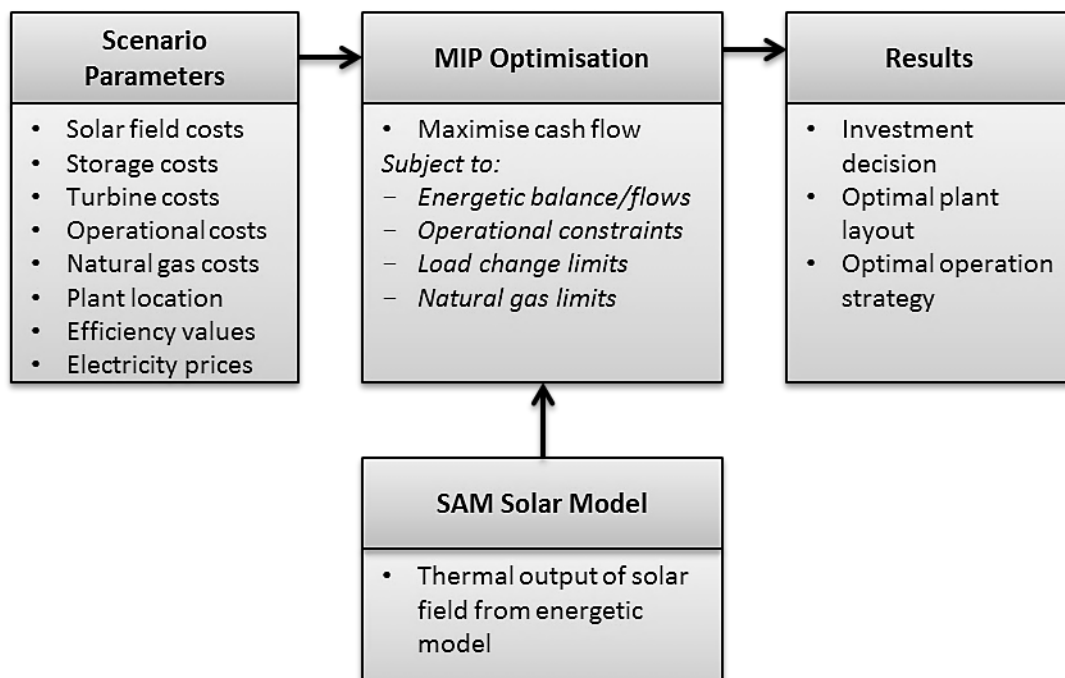 Scenario
Parameters
• Solar field costs
• Storage costs
• Turbine costs
• Operational costs
• Natural gas costs
• Plant location
• Efficiency values
• Electricity prices
MIP Optimisation
• Maximise cash flow
Subject to:
− Energetic balance/flows
− Operational constraints
− Load change limits
− Natural gas limits
Results
• Investment
decision
• Optimal plant
layout
• Optimal operation
strategy
SAM Solar Model
• Thermal output of solar
field from energetic
model